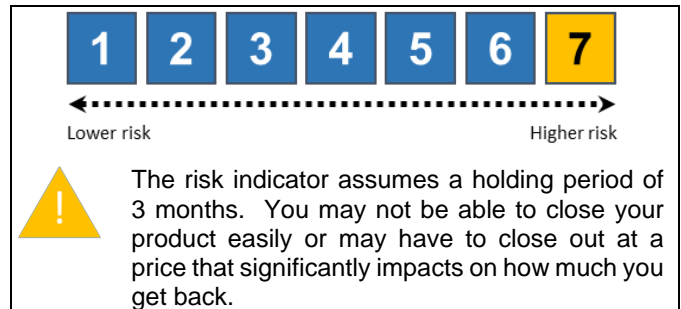 1 2 3 4 5 6 7
Lower risk Higher risk
!
The risk indicator assumes a holding period of
3 months. You may not be able to close your
product easily or may have to close out at a
price that significantly impacts on how much you
get back.